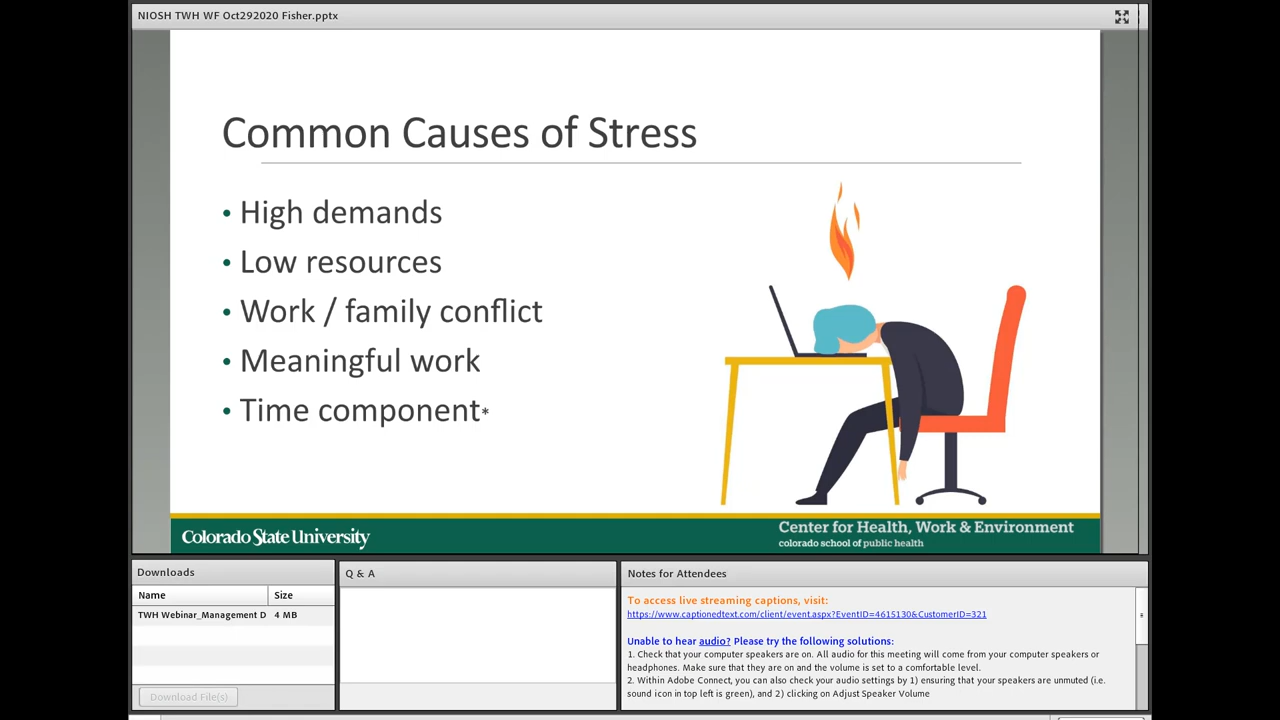 NIOSH TWH WF Oct292020 Fisher.pptx
Common Causes of Stress
• High demands
• Low resources
• Work / family conflict
• Meaningful work
• Time component*
Colorado State University
Center for Health, Work & Environment
colorado school of public health
Downloads
Name Size
TWH Webinar_Management D 4 MB
Download File(s)
Q & A
Notes for Attendees
To access live streaming captions, visit:
https://www.captionedtext.com/client/event.aspx?EventID=4615130&CustomerID=321
Unable to hear audio? Please try the following solutions:
1. Check that your computer speakers are on. All audio for this meeting will come from your computer speakers or
headphones. Make sure that they are on and the volume is set to a comfortable level.
2. Within Adobe Connect, you can also check your audio settings by 1) ensuring that your speakers are unmuted (i.e.
sound icon in top left is green), and 2) clicking on Adjust Speaker Volume